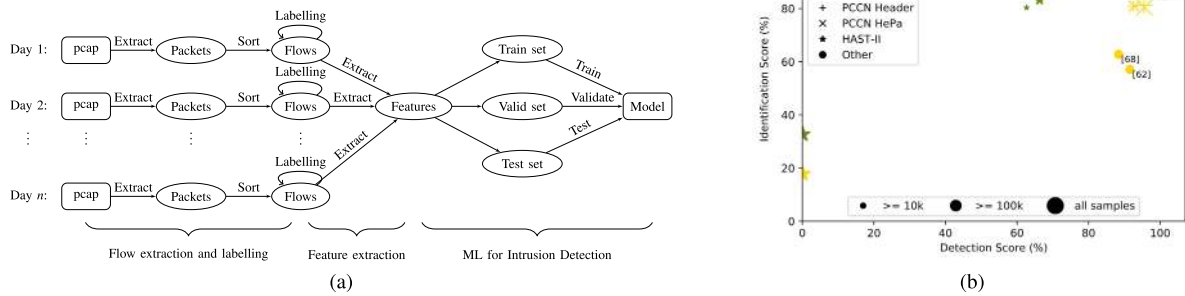 Day 1:
pcap
Extract
Packets
Sort
Labelling
Flows
Extract
Day 2:
pcap
Extract
Packets
Sort
Labelling
Flows
Extract
Features
⋮ ⋮ ⋮
Day n:
pcap
Extract
Packets
Sort
Labelling
Flows
Extract
Train set
Train
Valid set
Validate
Model
Test set
Test
Flow extraction and labelling
Feature extraction
ML for Intrusion Detection
(a)
PCCN Header
PCCN HePa
HAST-II
Other
[68]
[62]
Identification Score (%)
80
60
40
20
0
>= 10k
>= 100k
all samples
0 20 40 60 80 100
Detection Score (%)
(b)